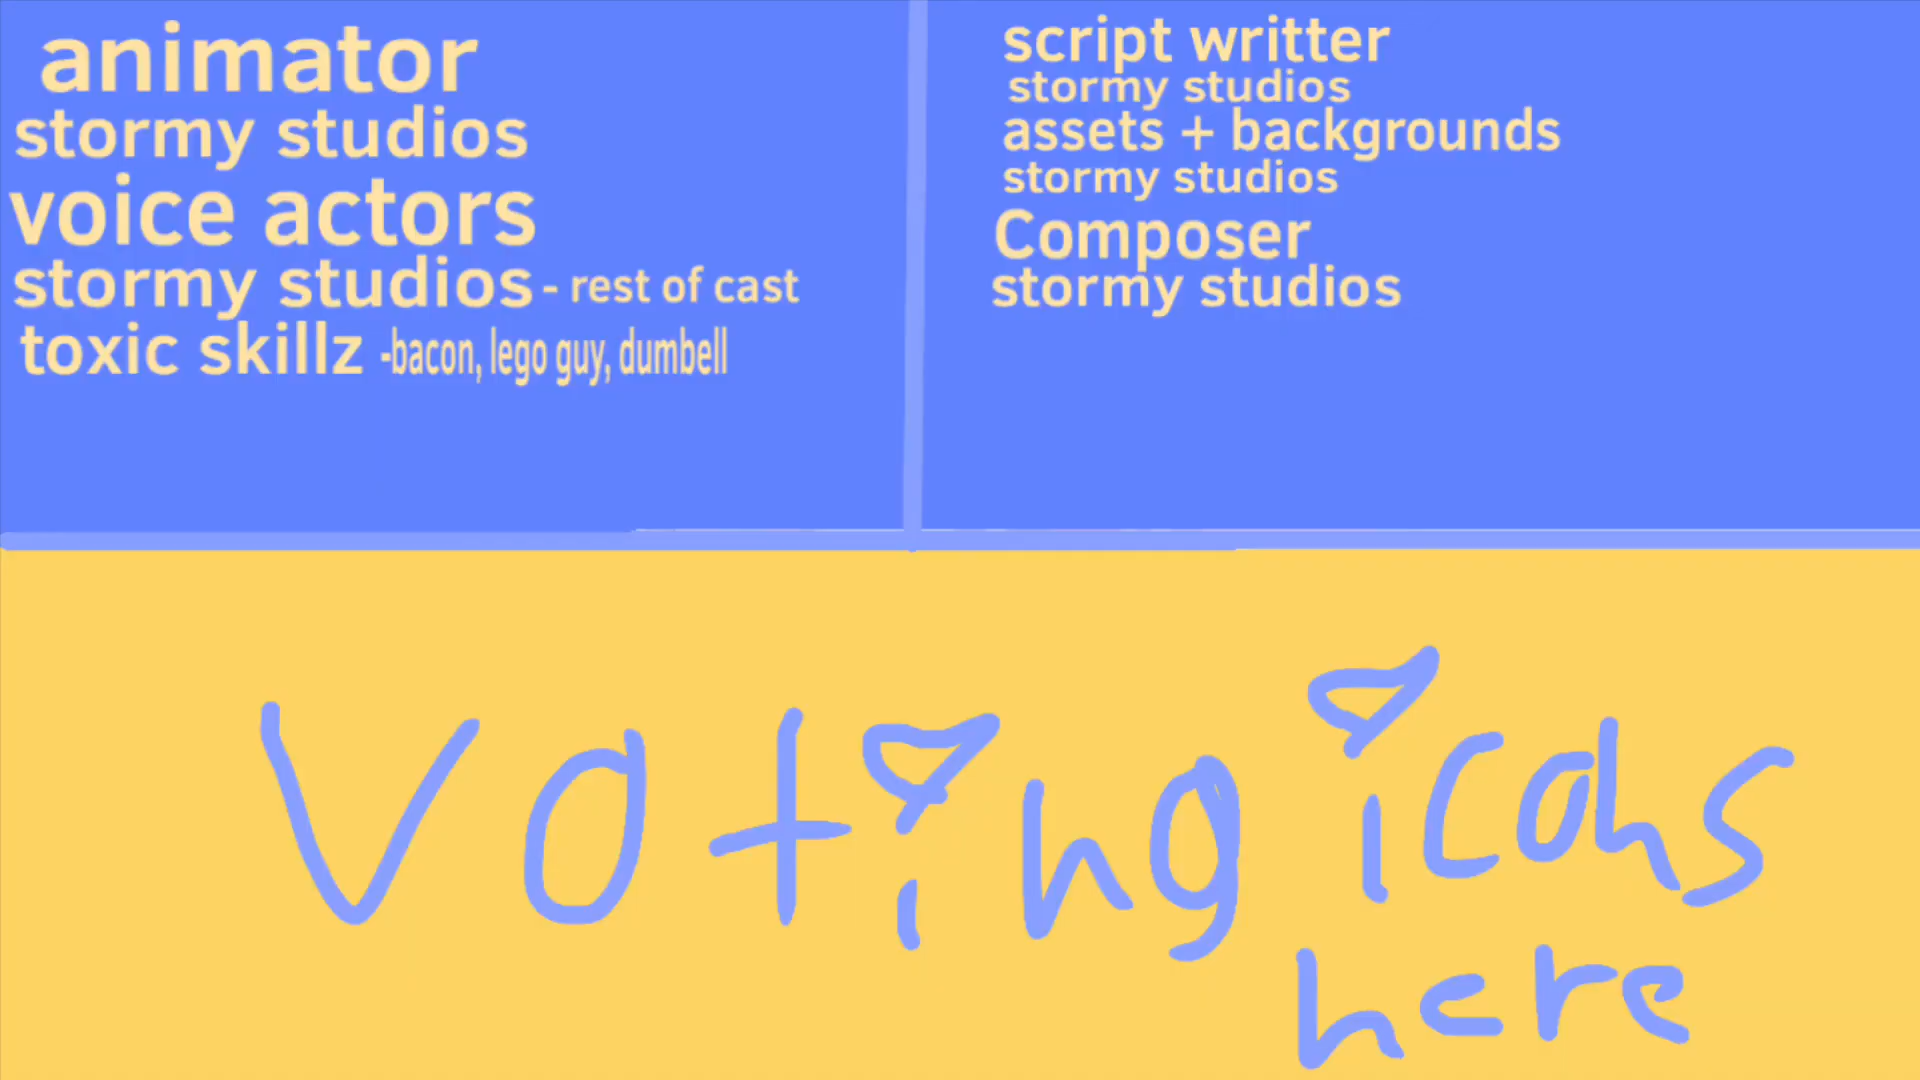 animator
stormy studios
voice actors
stormy studios - rest of cast
toxic skillz -bacon, lego guy, dumbell
script writter
stormy studios
assets + backgrounds
stormy studios
Composer
stormy studios
Voting icons
here